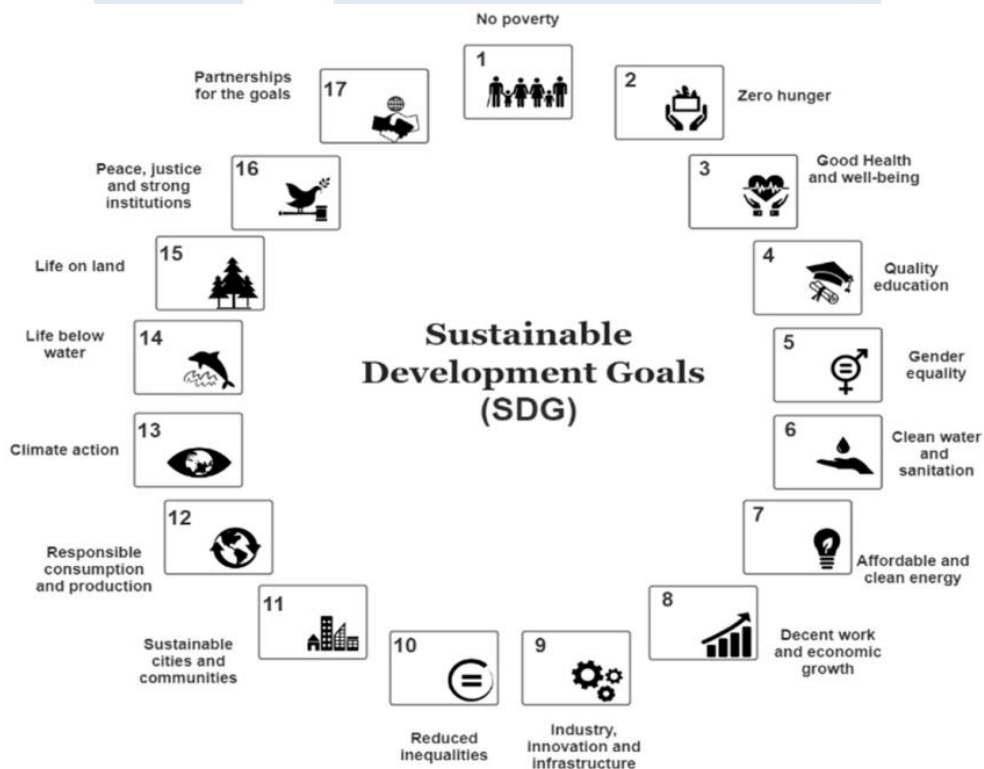 No poverty
1
2
Zero hunger
3
Good Health
and well-being
4
Quality
education
5
Gender
equality
6
Clean water
and
sanitation
7
Affordable and
clean energy
8
Decent work
and economic
growth
9
Industry,
innovation and
infrastructure
10
Reduced
inequalities
11
Sustainable
cities and
communities
12
Responsible
consumption
and production
13
Climate action
14
Life below
water
15
Life on land
16
Peace, justice
and strong
institutions
17
Partnerships
for the goals
Sustainable
Development Goals
(SDG)